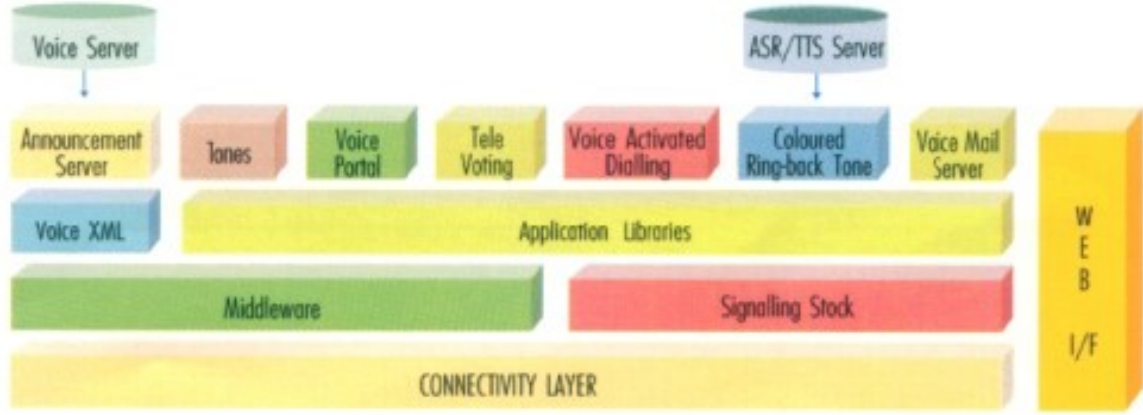 Voice Server
ASR/TTS Server
Announcement
Server
Tones
Voice
Portal
Tele
Voting
Voice Activated
Dialling
Coloured
Ring-back Tone
Voice Mail
Server
Voice XML
Application Libraries
Middleware
Signalling Stock
CONNECTIVITY LAYER
WEB
I/F